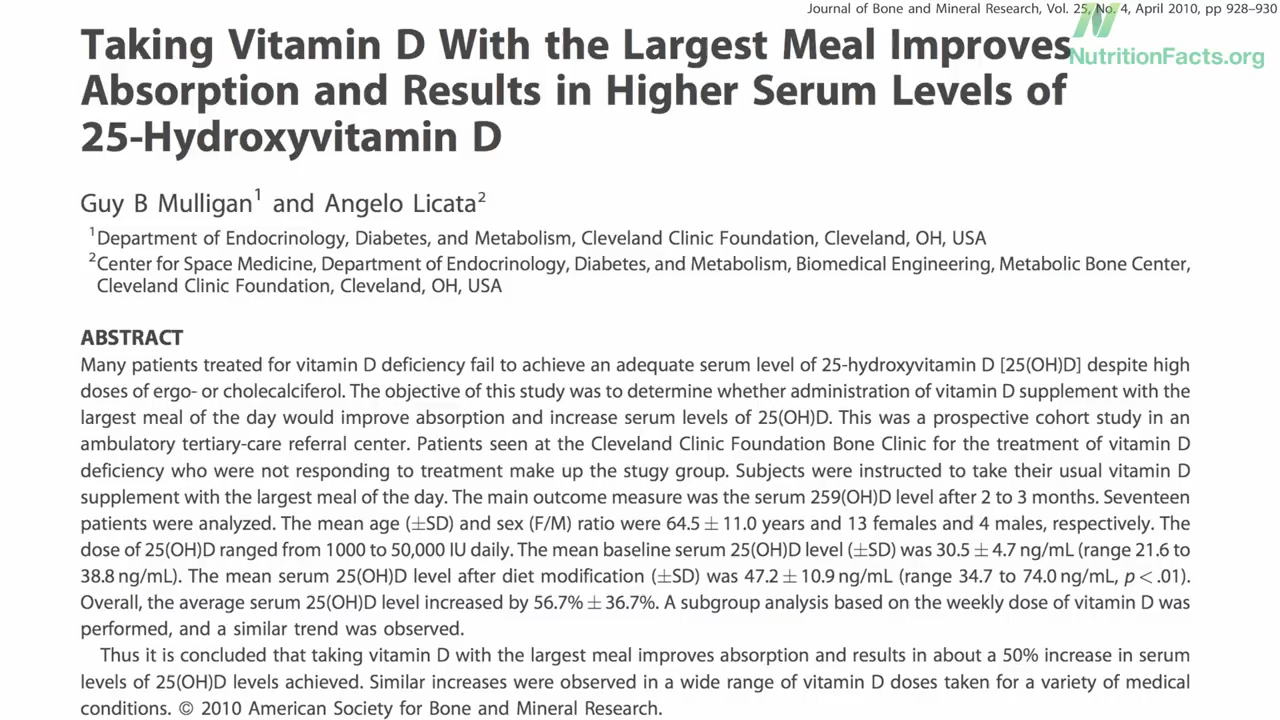 Journal of Bone and Mineral Research, Vol. 25, No. 4, April 2010, pp 928–930
NutritionFacts.org
Taking Vitamin D With the Largest Meal Improves
Absorption and Results in Higher Serum Levels of
25-Hydroxyvitamin D
Guy B Mulligan1 and Angelo Licata2
1Department of Endocrinology, Diabetes, and Metabolism, Cleveland Clinic Foundation, Cleveland, OH, USA
2Center for Space Medicine, Department of Endocrinology, Diabetes, and Metabolism, Biomedical Engineering, Metabolic Bone Center,
Cleveland Clinic Foundation, Cleveland, OH, USA
ABSTRACT
Many patients treated for vitamin D deficiency fail to achieve an adequate serum level of 25-hydroxyvitamin D [25(OH)D] despite high
doses of ergo- or cholecalciferol. The objective of this study was to determine whether administration of vitamin D supplement with the
largest meal of the day would improve absorption and increase serum levels of 25(OH)D. This was a prospective cohort study in an
ambulatory tertiary-care referral center. Patients seen at the Cleveland Clinic Foundation Bone Clinic for the treatment of vitamin D
deficiency who were not responding to treatment make up the stugy group. Subjects were instructed to take their usual vitamin D
supplement with the largest meal of the day. The main outcome measure was the serum 259(OH)D level after 2 to 3 months. Seventeen
patients were analyzed. The mean age (±SD) and sex (F/M) ratio were 64.5 ± 11.0 years and 13 females and 4 males, respectively. The
dose of 25(OH)D ranged from 1000 to 50,000 IU daily. The mean baseline serum 25(OH)D level (±SD) was 30.5 ± 4.7 ng/mL (range 21.6 to
38.8 ng/mL). The mean serum 25(OH)D level after diet modification (±SD) was 47.2 ± 10.9 ng/mL (range 34.7 to 74.0 ng/mL, p < .01).
Overall, the average serum 25(OH)D level increased by 56.7% ± 36.7%. A subgroup analysis based on the weekly dose of vitamin D was
performed, and a similar trend was observed.
Thus it is concluded that taking vitamin D with the largest meal improves absorption and results in about a 50% increase in serum
levels of 25(OH)D levels achieved. Similar increases were observed in a wide range of vitamin D doses taken for a variety of medical
conditions. © 2010 American Society for Bone and Mineral Research.